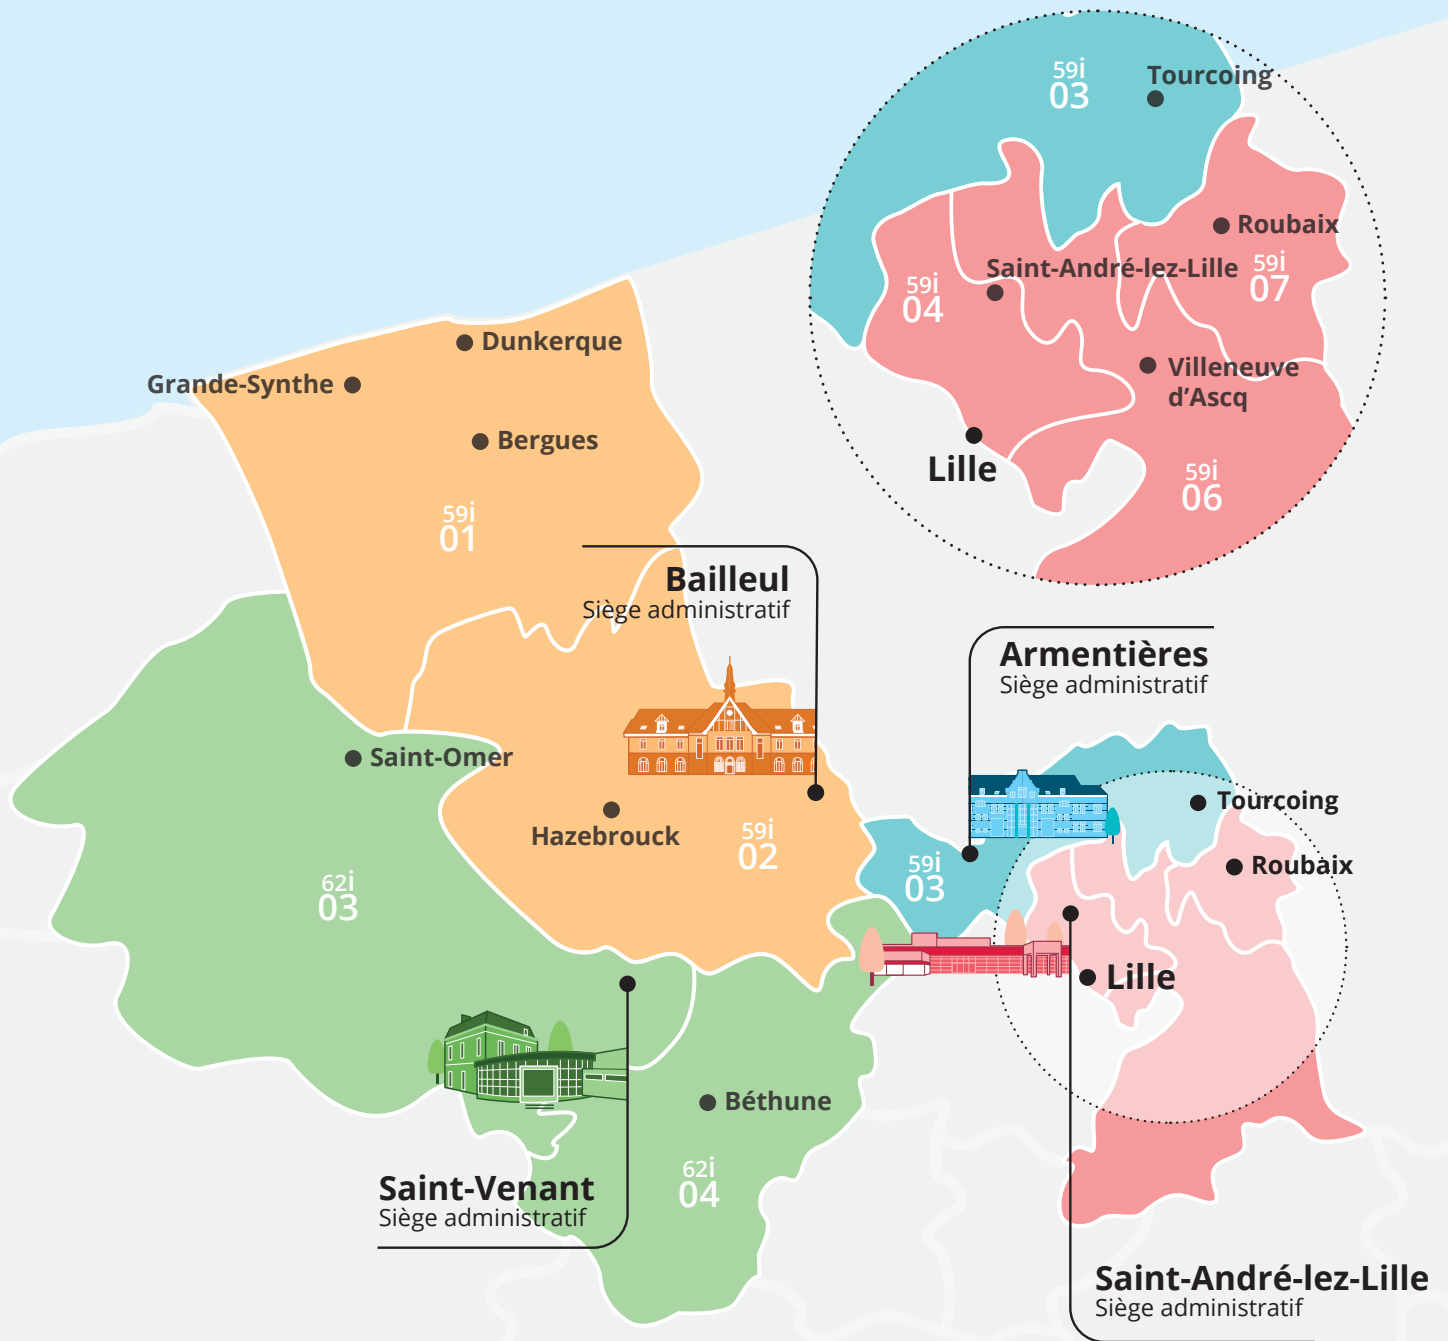 59i
03
Tourcoing
Roubaix
59i
07
Saint-André-lez-Lille
59i
04
Villeneuve
d’Ascq
Lille
59i
06
Dunkerque
Grande-Synthe
Bergues
59i
01
Bailleul
Siège administratif
Armentières
Siège administratif
Saint-Omer
Hazebrouck
59i
02
Tourcoing
Roubaix
59i
03
62i
03
Lille
Béthune
62i
04
Saint-Venant
Siège administratif
Saint-André-lez-Lille
Siège administratif